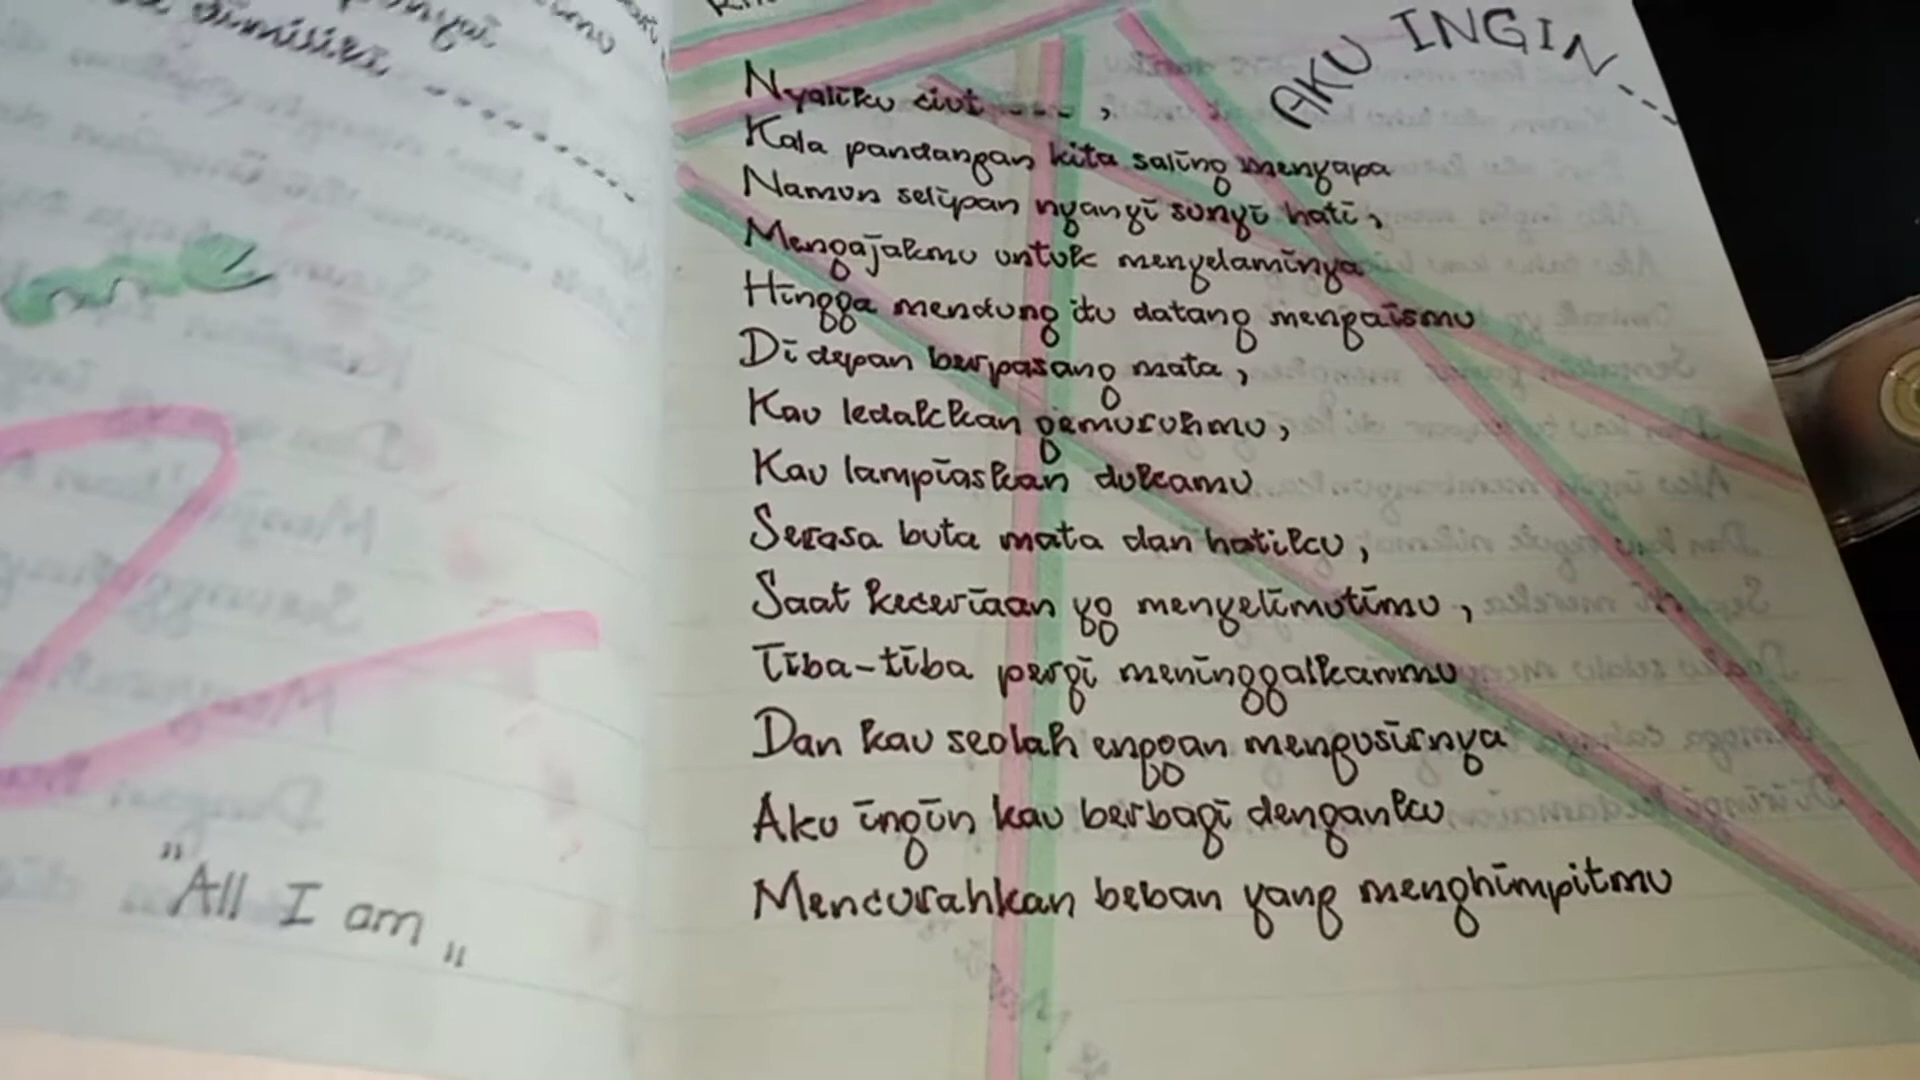 "All I am"
AKU INGIN ---
Nyaliku ciut ----,
Kala pandangan kita saling menyapa
Namun selipan nyanyi sunyi hati,
Mengajakmu untuk menyelaminya
Hingga mendung itu datang mengaismu
Di depan berpasang mata,
Kau ledakkan gemuruhmu,
Kau lampiaskan dukamu
Serasa buta mata dan hatiku,
Saat keceriaan yg menyelimutimu,
Tiba-tiba pergi meninggalkanmu
Dan kau seolah enggan mengusirnya
Aku ingin kau berbagi denganku
Mencurahkan beban yang menghimpitmu